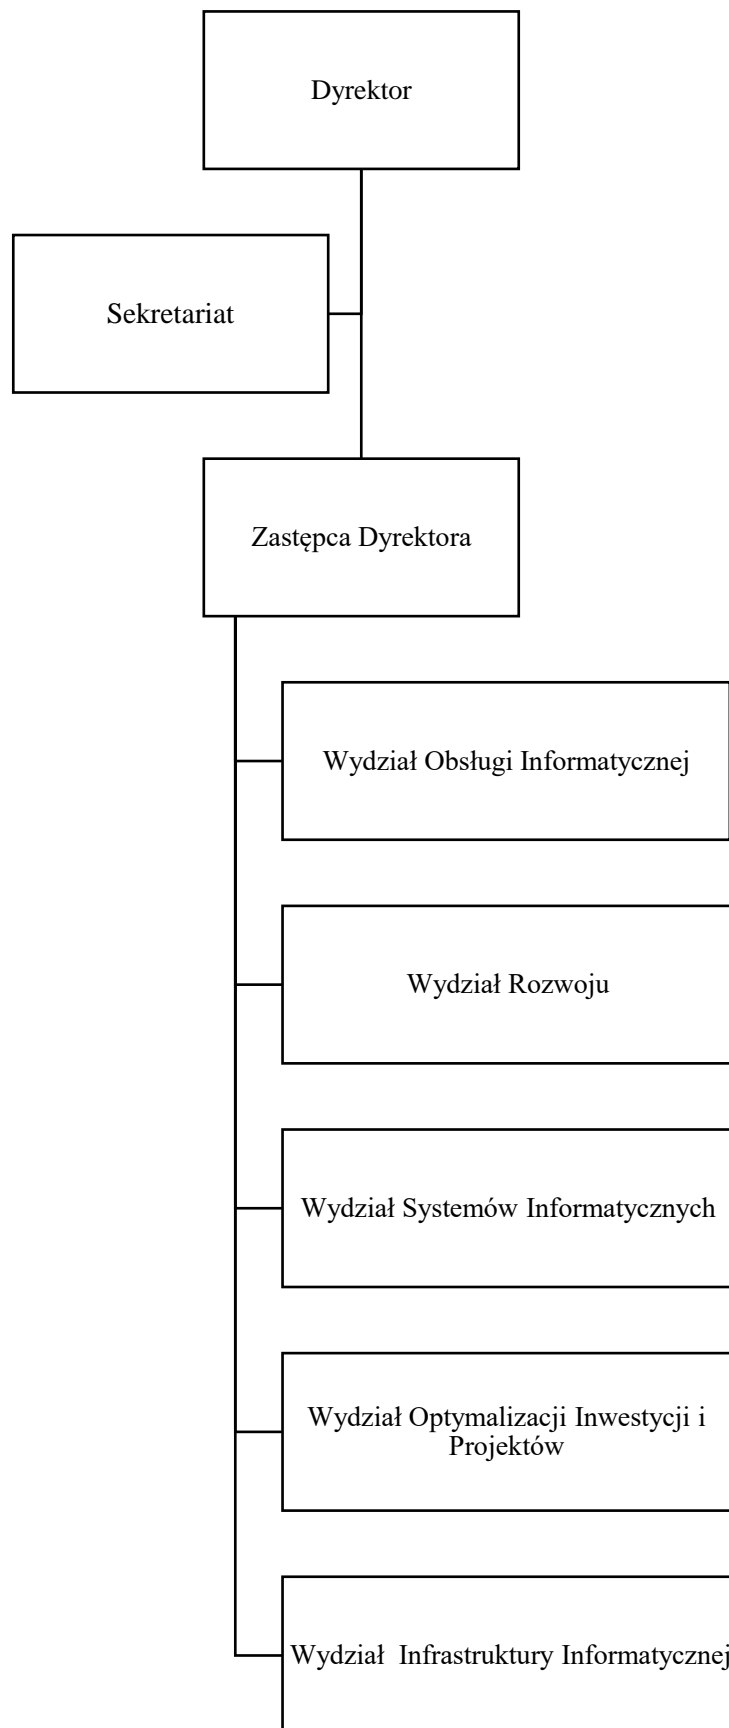 Dyrektor
Sekretariat
Zastępca Dyrektora
Wydział Obsługi Informatycznej
Wydział Rozwoju
Wydział Systemów Informatycznych
Wydział Optymalizacji Inwestycji i
Projektów
Wydział  Infrastruktury Informatycznej